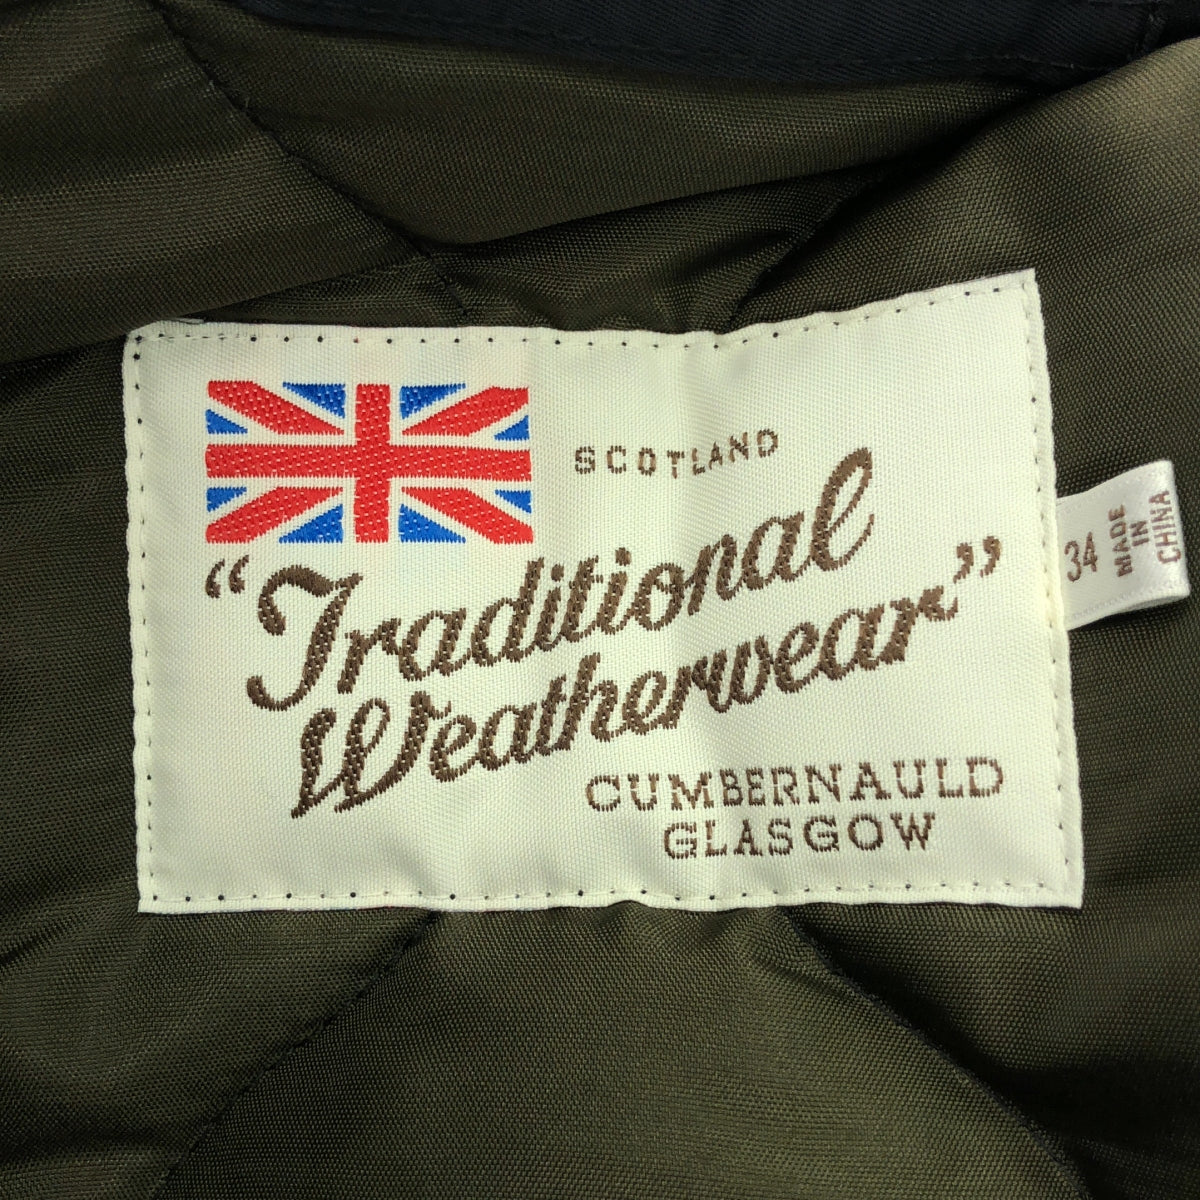 SCOTLAND
"Traditional
Weatherwear"
CUMBERNAULD
GLASGOW
34
MADE
IN
CHINA